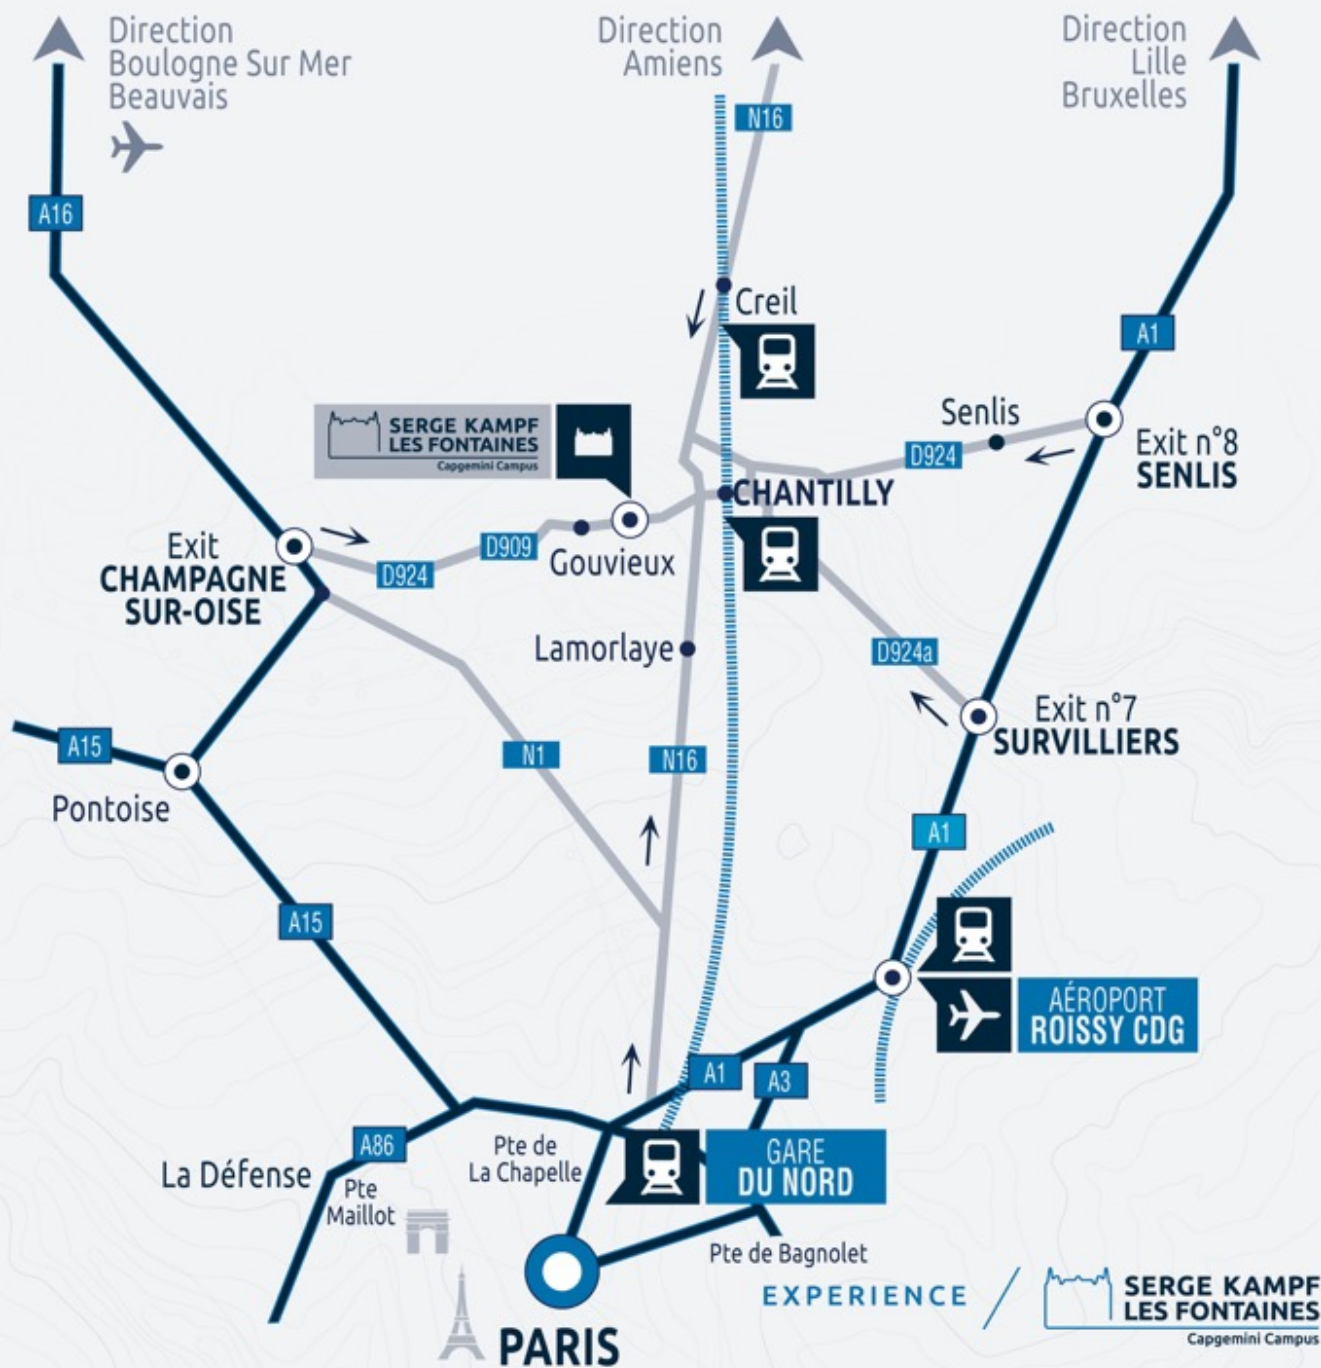 Direction
Boulogne Sur Mer
Beauvais
Direction
Amiens
Direction
Lille
Bruxelles
N16
A16
Creil
A1
SERGE KAMPF
LES FONTAINES
Capgemini Campus
Senlis
D924
Exit n°8
SENLIS
CHANTILLY
Exit
CHAMPAGNE
SUR-OISE
D924
D909
Gouvieux
Lamorlaye
D924a
Exit n°7
SURVILLIERS
A15
Pontoise
N1
N16
A1
A15
AÉROPORT
ROISSY CDG
A1
A3
A86
La Défense
Pte
Maillot
Pte de
La Chapelle
GARE
DU NORD
Pte de Bagnolet
PARIS
EXPERIENCE
SERGE KAMPF
LES FONTAINES
Capgemini Campus